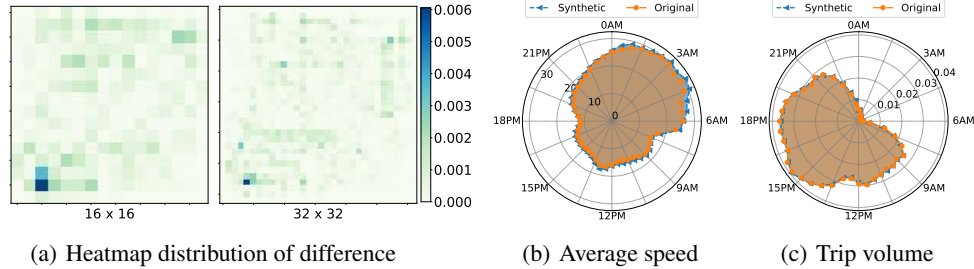 16 x 16
32 x 32
0.006
0.005
0.004
0.003
0.002
0.001
0.000
(a) Heatmap distribution of difference
Synthetic Original
0AM
3AM
6AM
9AM
12PM
15PM
18PM
21PM
30
20
10
0
(b) Average speed
Synthetic Original
0AM
3AM
6AM
9AM
12PM
15PM
18PM
21PM
0.04
0.03
0.02
0.01
(c) Trip volume